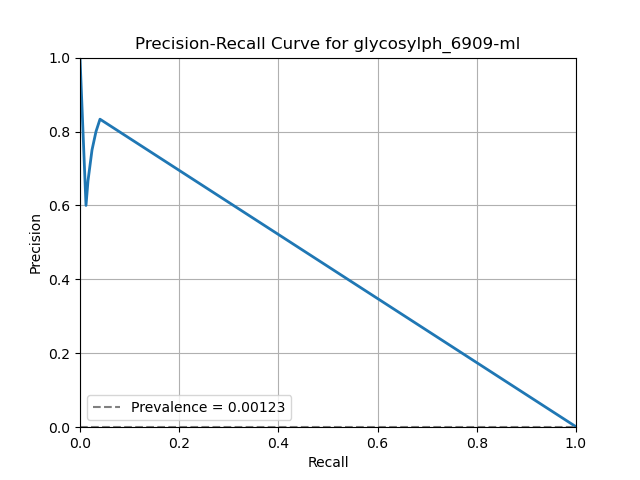 Precision-Recall Curve for glycosylph_6909-ml
1.0
0.8
0.6
0.4
0.2
0.0
Precision
Prevalence = 0.00123
0.0 0.2 0.4 0.6 0.8 1.0
Recall